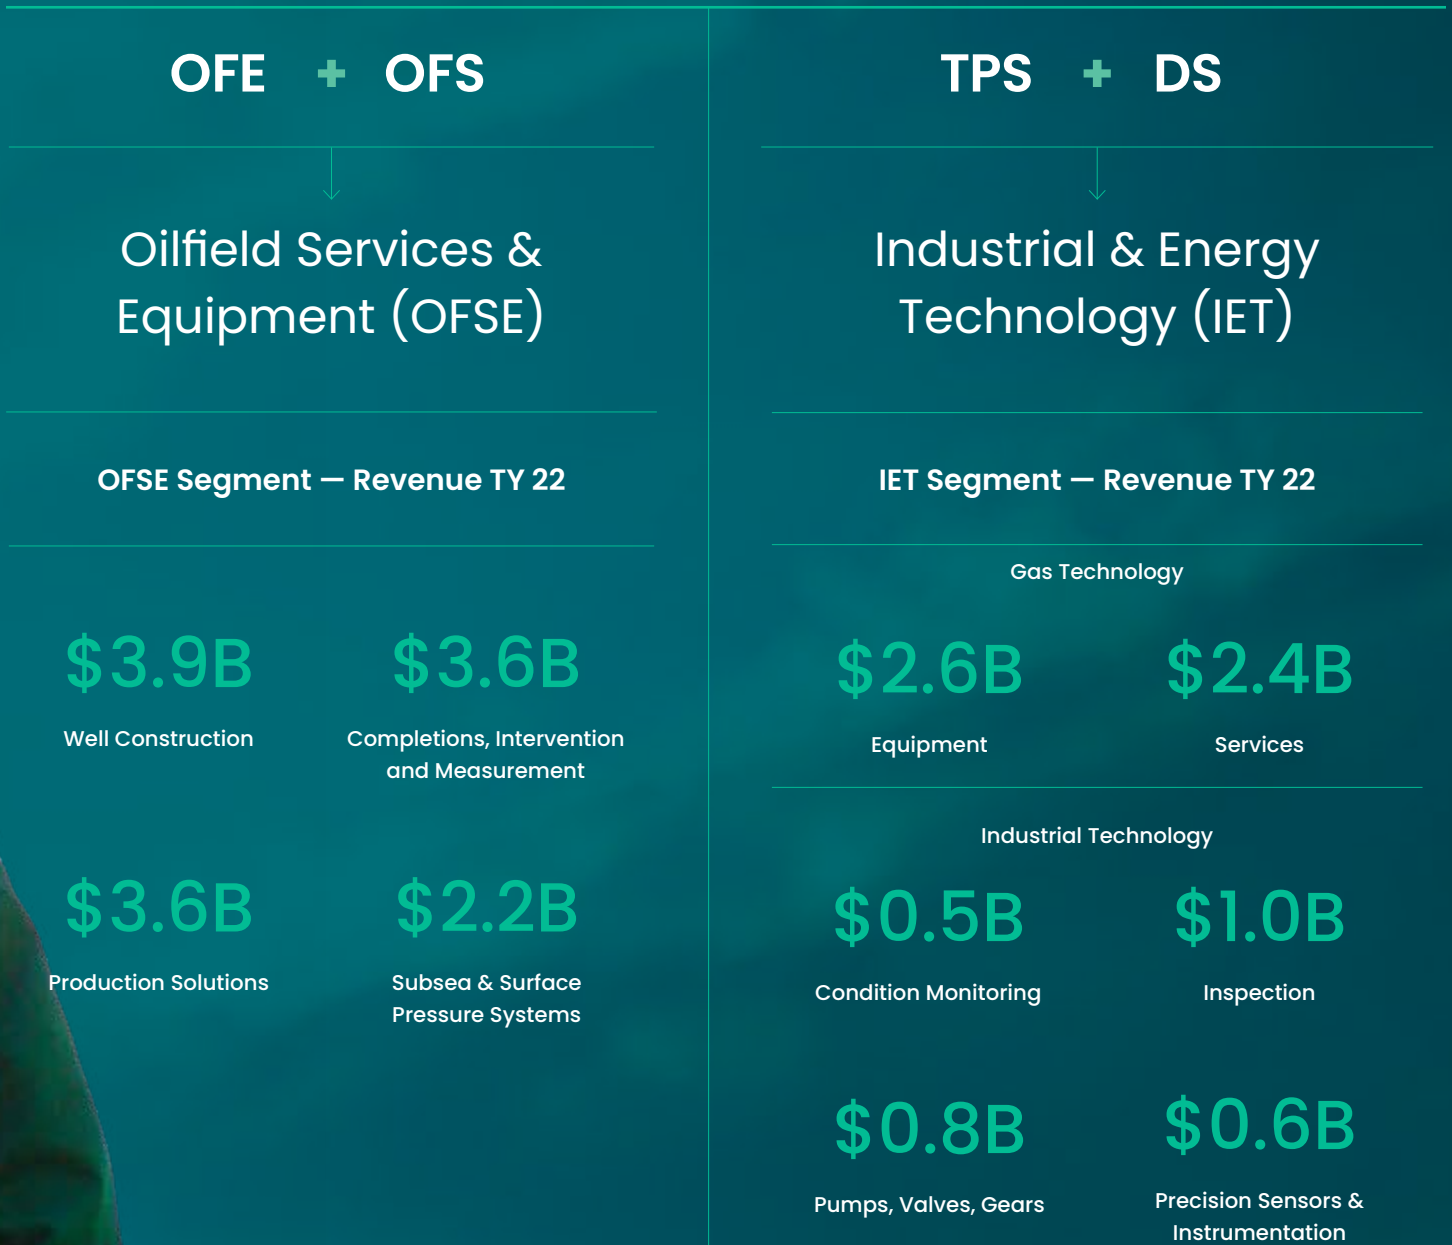 OFE + OFS
Oilfield Services &
Equipment (OFSE)
OFSE Segment — Revenue TY 22
$3.9B
Well Construction
$3.6B
Completions, Intervention
and Measurement
$3.6B
Production Solutions
$2.2B
Subsea & Surface
Pressure Systems
TPS + DS
Industrial & Energy
Technology (IET)
IET Segment — Revenue TY 22
Gas Technology
$2.6B
Equipment
$2.4B
Services
Industrial Technology
$0.5B
Condition Monitoring
$1.0B
Inspection
$0.8B
Pumps, Valves, Gears
$0.6B
Precision Sensors &
Instrumentation